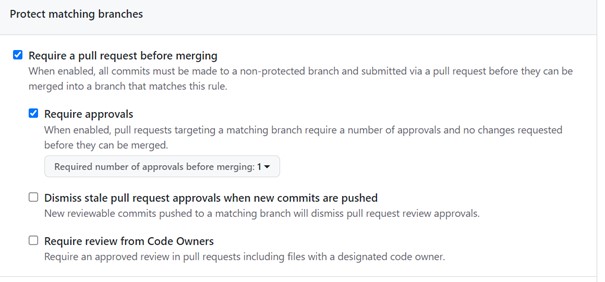 Protect matching branches
Require a pull request before merging
When enabled, all commits must be made to a non-protected branch and submitted via a pull request before they can be
merged into a branch that matches this rule.
Require approvals
When enabled, pull requests targeting a matching branch require a number of approvals and no changes requested
before they can be merged.
Required number of approvals before merging: 1
Dismiss stale pull request approvals when new commits are pushed
New reviewable commits pushed to a matching branch will dismiss pull request review approvals.
Require review from Code Owners
Require an approved review in pull requests including files with a designated code owner.